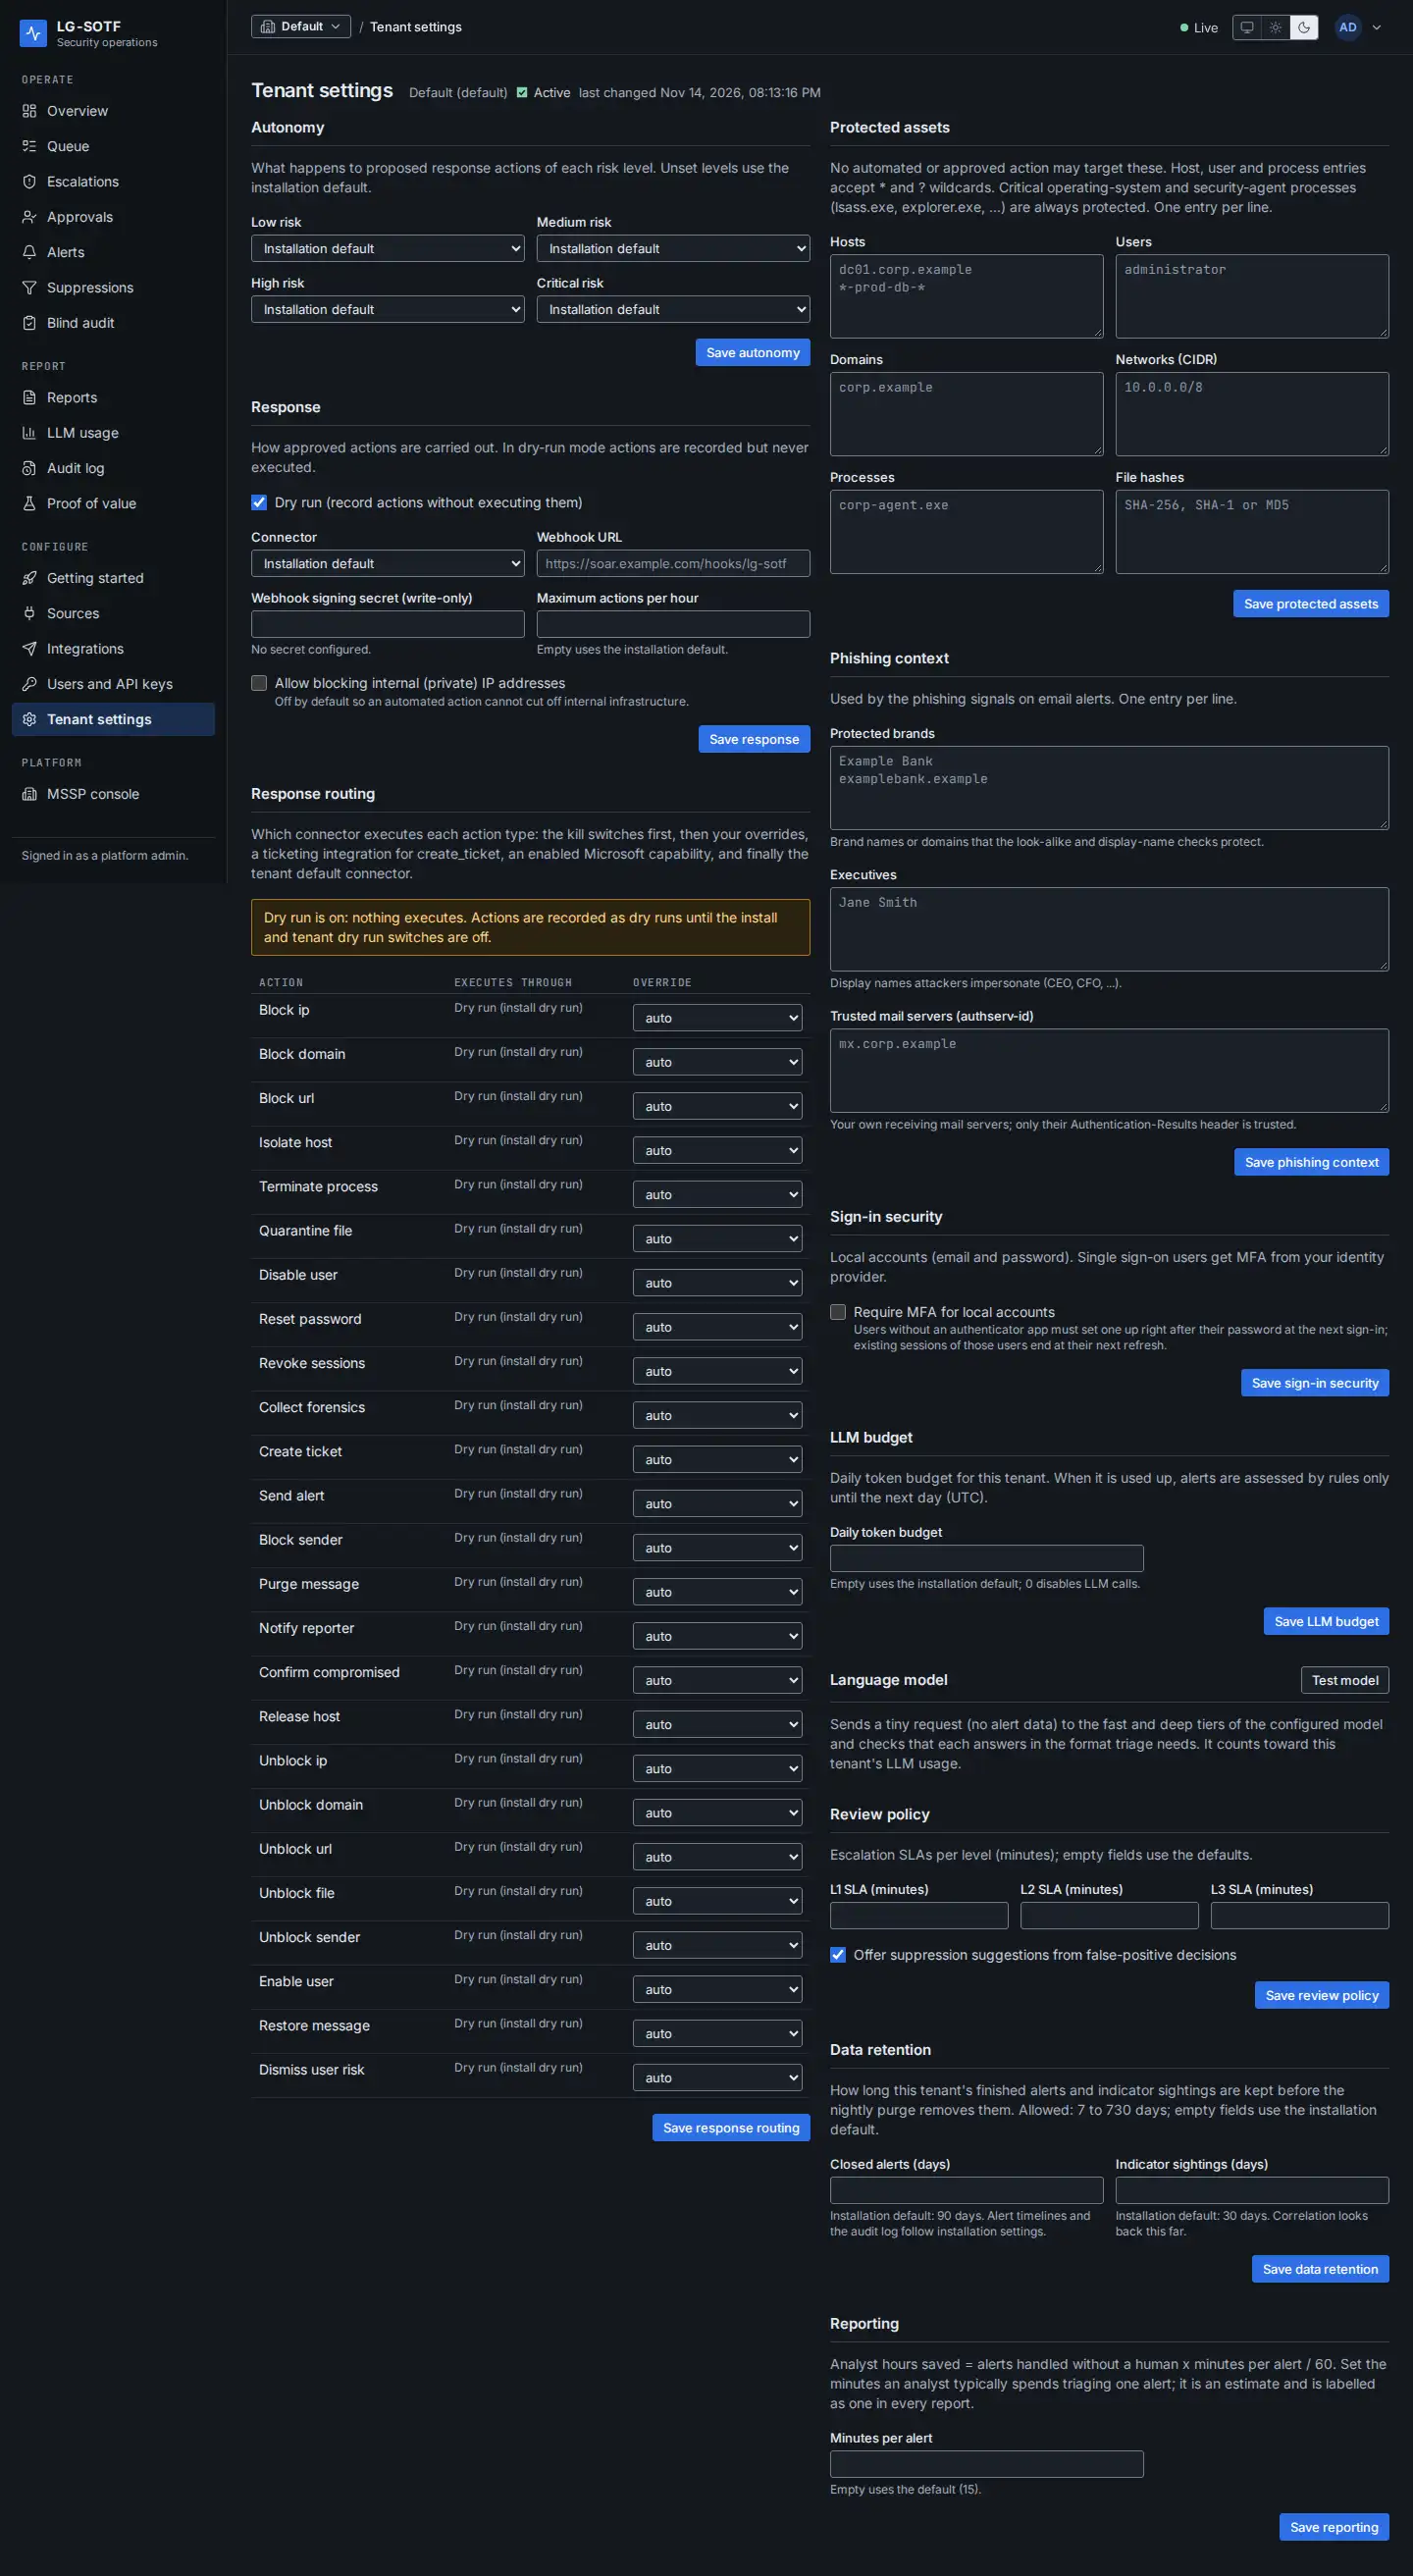 LG-SOTF
Security operations
OPERATE
Overview
Queue
Escalations
Approvals
Alerts
Suppressions
Blind audit
REPORT
Reports
LLM usage
Audit log
Proof of value
CONFIGURE
Getting started
Sources
Integrations
Users and API keys
Tenant settings
PLATFORM
MSSP console
Signed in as a platform admin.
Default / Tenant settings
Live
AD
Tenant settings Default (default) Active last changed Nov 14, 2026, 08:13:16 PM
Autonomy
What happens to proposed response actions of each risk level. Unset levels use the
installation default.
Low risk Medium risk
Installation default Installation default
High risk Critical risk
Installation default Installation default
Save autonomy
Response
How approved actions are carried out. In dry-run mode actions are recorded but never
executed.
Dry run (record actions without executing them)
Connector Webhook URL
Installation default https://soar.example.com/hooks/lg-sotf
Webhook signing secret (write-only) Maximum actions per hour
No secret configured. Empty uses the installation default.
Allow blocking internal (private) IP addresses
Off by default so an automated action cannot cut off internal infrastructure.
Save response
Response routing
Which connector executes each action type: the kill switches first, then your overrides,
a ticketing integration for create_ticket, an enabled Microsoft capability, and finally the
tenant default connector.
Dry run is on: nothing executes. Actions are recorded as dry runs until the install
and tenant dry run switches are off.
ACTION EXECUTES THROUGH OVERRIDE
Block ip Dry run (install dry run) auto
Block domain Dry run (install dry run) auto
Block url Dry run (install dry run) auto
Isolate host Dry run (install dry run) auto
Terminate process Dry run (install dry run) auto
Quarantine file Dry run (install dry run) auto
Disable user Dry run (install dry run) auto
Reset password Dry run (install dry run) auto
Revoke sessions Dry run (install dry run) auto
Collect forensics Dry run (install dry run) auto
Create ticket Dry run (install dry run) auto
Send alert Dry run (install dry run) auto
Block sender Dry run (install dry run) auto
Purge message Dry run (install dry run) auto
Notify reporter Dry run (install dry run) auto
Confirm compromised Dry run (install dry run) auto
Release host Dry run (install dry run) auto
Unblock ip Dry run (install dry run) auto
Unblock domain Dry run (install dry run) auto
Unblock url Dry run (install dry run) auto
Unblock file Dry run (install dry run) auto
Unblock sender Dry run (install dry run) auto
Enable user Dry run (install dry run) auto
Restore message Dry run (install dry run) auto
Dismiss user risk Dry run (install dry run) auto
Save response routing
Protected assets
No automated or approved action may target these. Host, user and process entries
accept * and ? wildcards. Critical operating-system and security-agent processes
(lsass.exe, explorer.exe, ...) are always protected. One entry per line.
Hosts Users
dc01.corp.example administrator
*-prod-db-*
Domains Networks (CIDR)
corp.example 10.0.0.0/8
Processes File hashes
corp-agent.exe SHA-256, SHA-1 or MD5
Save protected assets
Phishing context
Used by the phishing signals on email alerts. One entry per line.
Protected brands
Example Bank
examplebank.example
Brand names or domains that the look-alike and display-name checks protect.
Executives
Jane Smith
Display names attackers impersonate (CEO, CFO, ...).
Trusted mail servers (authserv-id)
mx.corp.example
Your own receiving mail servers; only their Authentication-Results header is trusted.
Save phishing context
Sign-in security
Local accounts (email and password). Single sign-on users get MFA from your identity
provider.
Require MFA for local accounts
Users without an authenticator app must set one up right after their password at the next sign-in;
existing sessions of those users end at their next refresh.
Save sign-in security
LLM budget
Daily token budget for this tenant. When it is used up, alerts are assessed by rules only
until the next day (UTC).
Daily token budget
Empty uses the installation default; 0 disables LLM calls.
Save LLM budget
Language model Test model
Sends a tiny request (no alert data) to the fast and deep tiers of the configured model
and checks that each answers in the format triage needs. It counts toward this
tenant's LLM usage.
Review policy
Escalation SLAs per level (minutes); empty fields use the defaults.
L1 SLA (minutes) L2 SLA (minutes) L3 SLA (minutes)
Offer suppression suggestions from false-positive decisions
Save review policy
Data retention
How long this tenant's finished alerts and indicator sightings are kept before the
nightly purge removes them. Allowed: 7 to 730 days; empty fields use the installation
default.
Closed alerts (days) Indicator sightings (days)
Installation default: 90 days. Alert timelines and Installation default: 30 days. Correlation looks
the audit log follow installation settings. back this far.
Save data retention
Reporting
Analyst hours saved = alerts handled without a human x minutes per alert / 60. Set the
minutes an analyst typically spends triaging one alert; it is an estimate and is labelled
as one in every report.
Minutes per alert
Empty uses the default (15).
Save reporting